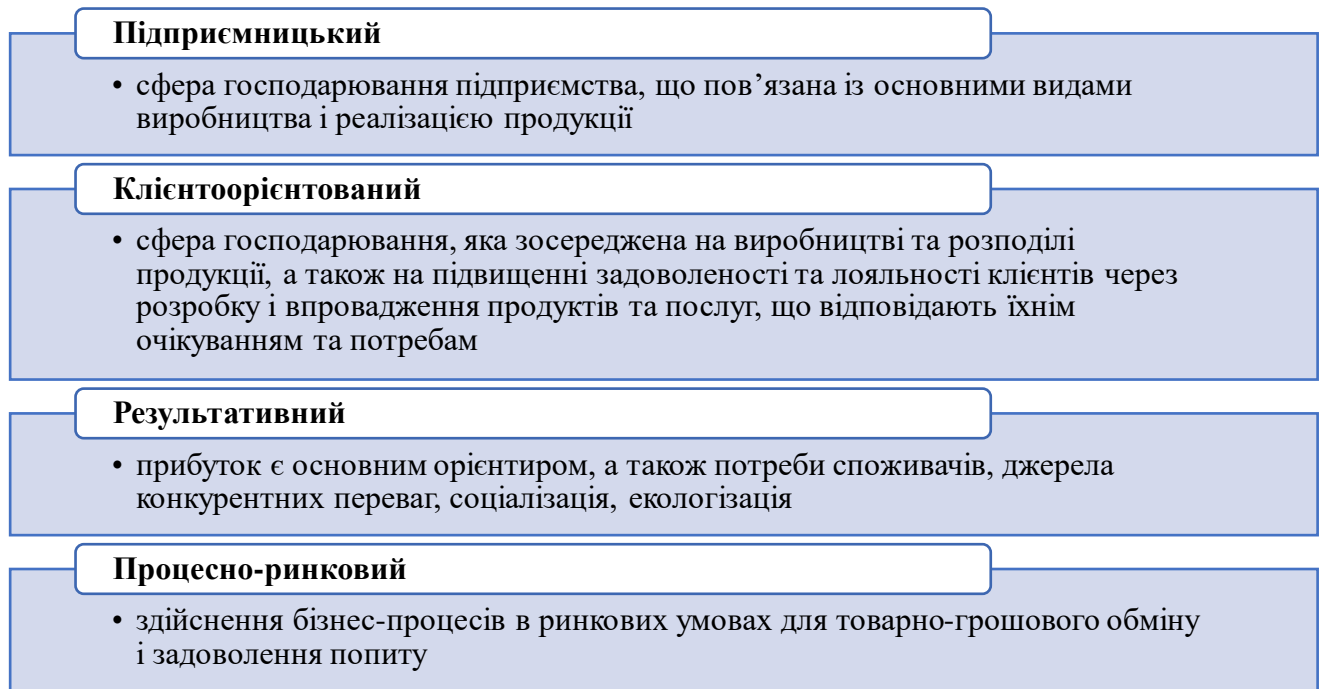 Підприємницький
• сфера господарювання підприємства, що пов’язана із основними видами
виробництва і реалізацією продукції
Клієнтоорієнтований
• сфера господарювання, яка зосереджена на виробництві та розподілі
продукції, а також на підвищенні задоволеності та лояльності клієнтів через
розробку і впровадження продуктів та послуг, що відповідають їхнім
очікуванням та потребам
Результативний
• прибуток є основним орієнтиром, а також потреби споживачів, джерела
конкурентних переваг, соціалізація, екологізація
Процесно-ринковий
• здійснення бізнес-процесів в ринкових умовах для товарно-грошового обміну
і задоволення попиту